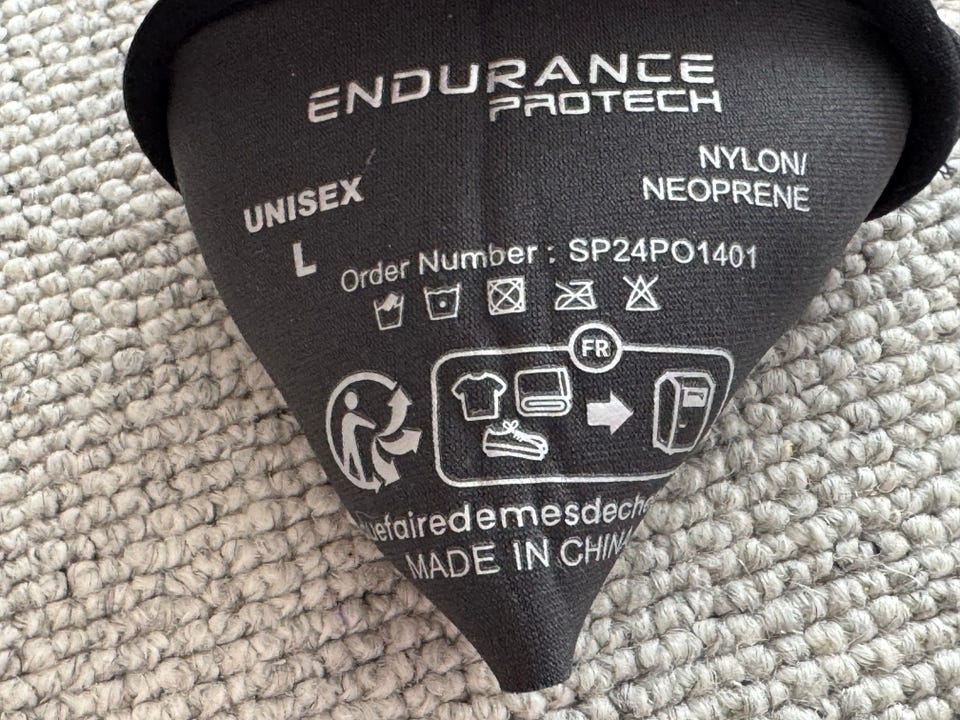 ENDURANCE
PROTECH
NYLON/
NEOPRENE
UNISEX
L
Order Number : SP24PO1401
FR
MADE IN CHINA